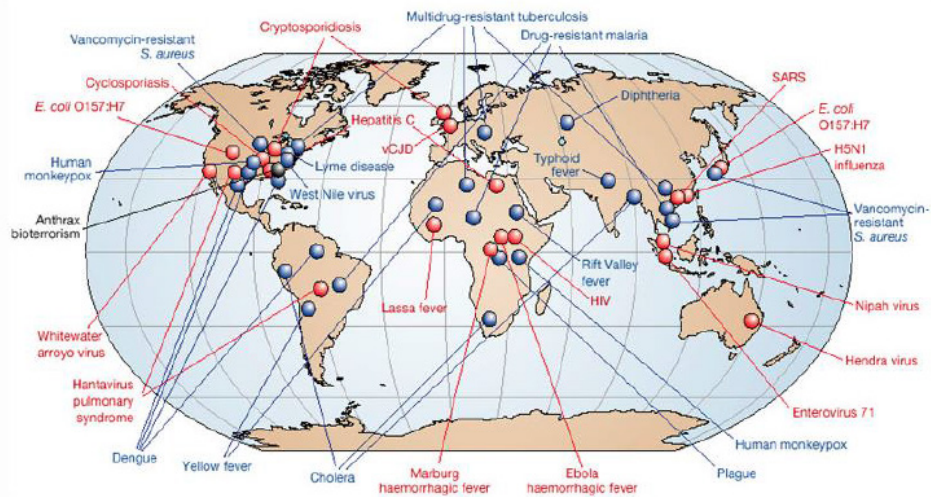 Multidrug-resistant tuberculosis
Cryptosporidiosis
Drug-resistant malaria
Vancomycin-resistant
S. aureus
SARS
Cyclosporiasis
Diphtheria
E. coli O157:H7
E. coli
O157:H7
Hepatitis C
vCJD
H5N1
influenza
Human
monkeypox
Lyme disease
Typhoid
fever
West Nile virus
Anthrax
bioterrorism
Vancomycin-
resistant
S. aureus
Rift Valley
fever
HIV
Lassa fever
Nipah virus
Whitewater
arroyo virus
Hendra virus
Hantavirus
pulmonary
syndrome
Enterovirus 71
Human monkeypox
Dengue
Yellow fever
Cholera
Marburg
haemorrhagic fever
Ebola
haemorrhagic fever
Plague